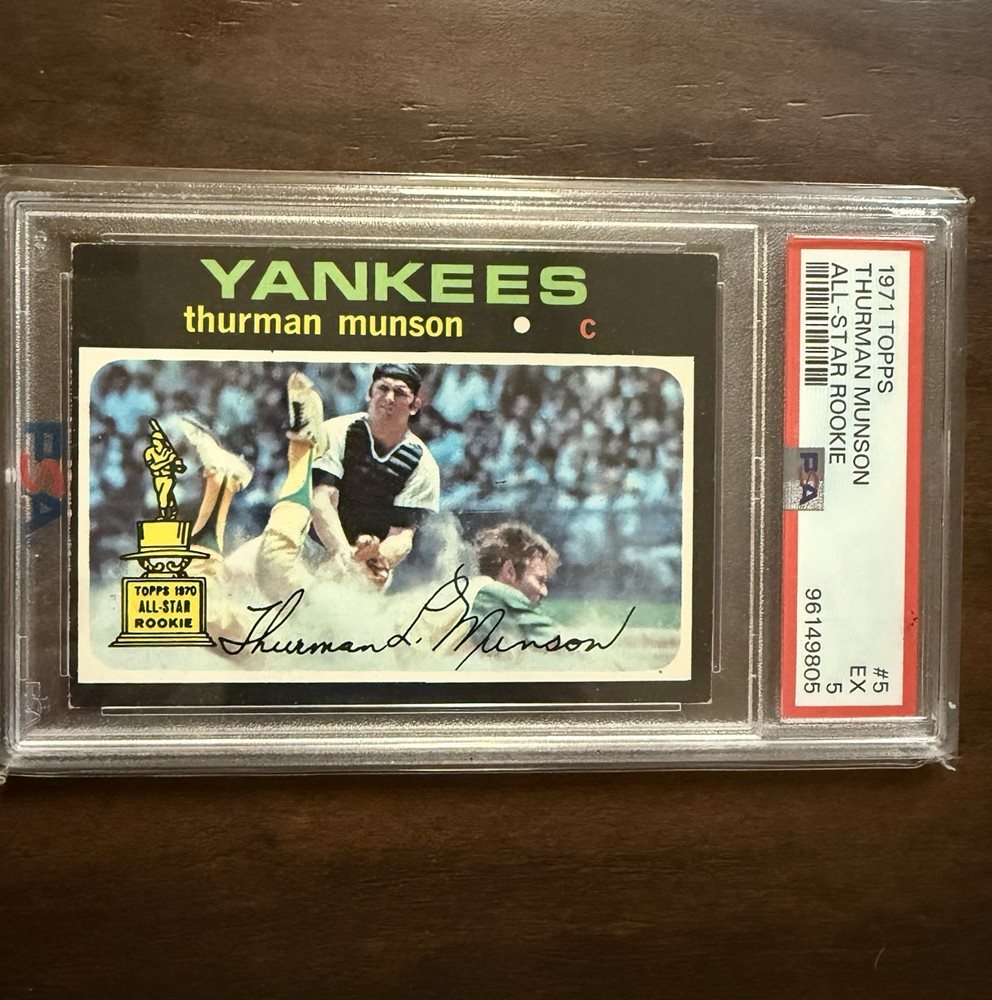 YANKEES
thurman munson • c
TOPPS 1970
ALL-STAR
ROOKIE
Thurman L. Munson
PSA
1971 TOPPS
THURMAN MUNSON
ALL-STAR ROOKIE
#5
EX
5
96149805
PSA